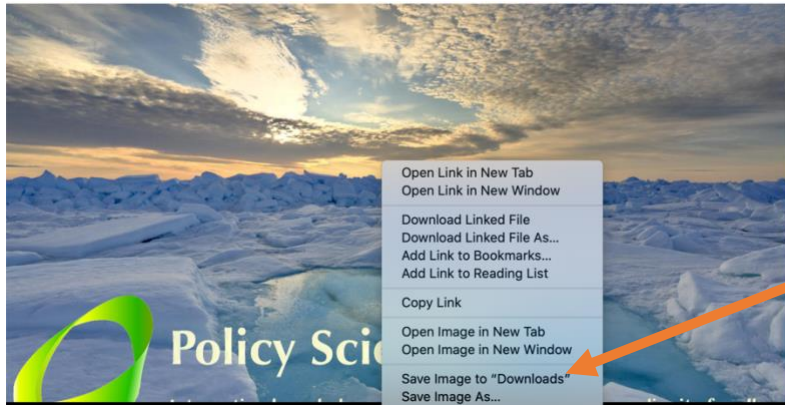 Open Link in New Tab
Open Link in New Window
Download Linked File
Download Linked File As...
Add Link to Bookmarks...
Add Link to Reading List
Copy Link
Open Image in New Tab
Open Image in New Window
Save Image to “Downloads”
Save Image As...
Policy Scie